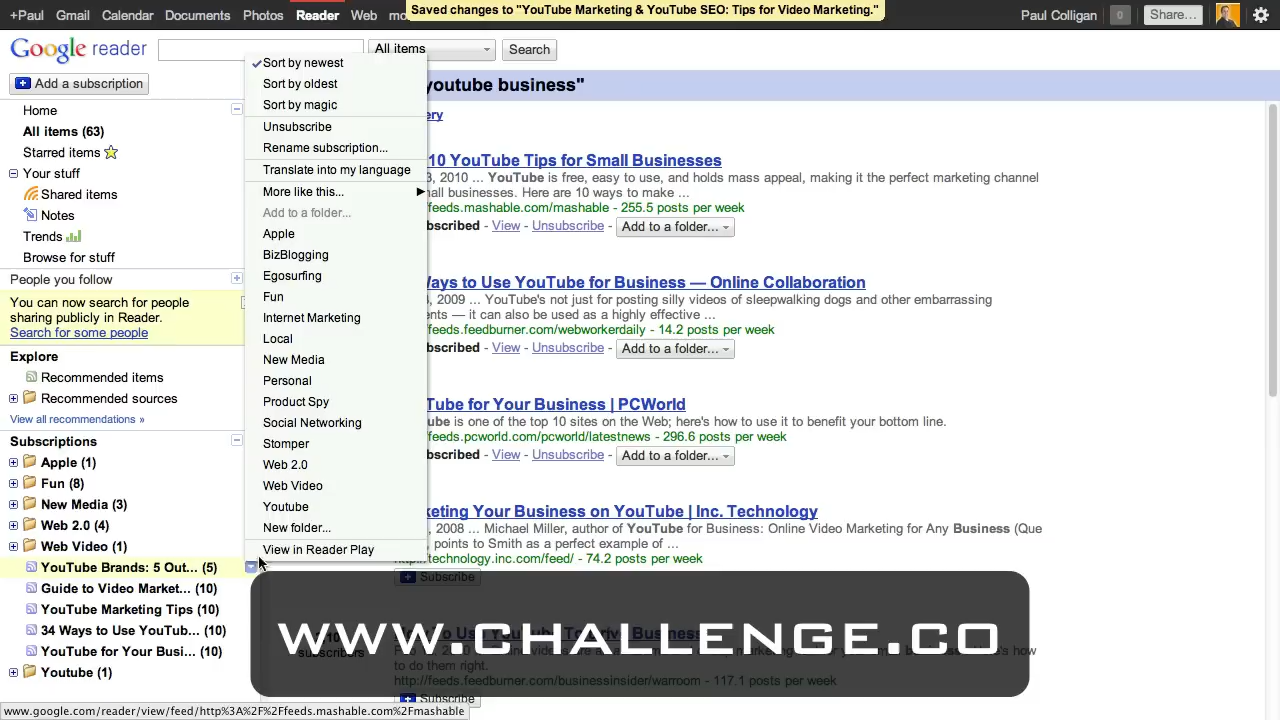 +Paul Gmail Calendar Documents Photos Reader Web
Saved changes to "YouTube Marketing & YouTube SEO: Tips for Video Marketing."
Paul Colligan 0 Share...
Google reader
All items
Search
Add a subscription
Home
All items (63)
Starred items
Your stuff
Shared items
Notes
Trends
Browse for stuff
People you follow
You can now search for people
sharing publicly in Reader.
Search for some people
Explore
Recommended items
Recommended sources
View all recommendations »
Subscriptions
Apple (1)
Fun (8)
New Media (3)
Web 2.0 (4)
Web Video (1)
YouTube Brands: 5 Out... (5)
Guide to Video Market... (10)
YouTube Marketing Tips (10)
34 Ways to Use YouTub... (10)
YouTube for Your Busi... (10)
Youtube (1)
Sort by newest
Sort by oldest
Sort by magic
Unsubscribe
Rename subscription...
Translate into my language
More like this...
Add to a folder...
Apple
BizBlogging
Egosurfing
Fun
Internet Marketing
Local
New Media
Personal
Product Spy
Social Networking
Stomper
Web 2.0
Web Video
Youtube
New folder...
View in Reader Play
youtube business"
ery
10 YouTube Tips for Small Businesses
3, 2010 ... YouTube is free, easy to use, and holds mass appeal, making it the perfect marketing channel
all businesses. Here are 10 ways to make ...
/feeds.mashable.com/mashable - 255.5 posts per week
scribed - View - Unsubscribe - Add to a folder...
Ways to Use YouTube for Business — Online Collaboration
4, 2009 ... YouTube's not just for posting silly videos of sleepwalking dogs and other embarrassing
ents — it can also be used as a highly effective ...
/feeds.feedburner.com/webworkerdaily - 14.2 posts per week
bscribed - View - Unsubscribe - Add to a folder...
Tube for Your Business | PCWorld
ube is one of the top 10 sites on the Web; here's how to use it to benefit your bottom line.
/feeds.pcworld.com/pcworld/latestnews - 296.6 posts per week
bscribed - View - Unsubscribe - Add to a folder...
keting Your Business on YouTube | Inc. Technology
, 2008 ... Michael Miller, author of YouTube for Business: Online Video Marketing for Any Business (Que
points to Smith as a perfect example of ...
//technology.inc.com/feed/ - 74.2 posts per week
Subscribe
WWW.CHALLENGE.CO
subscribers
to do them right.
http://feeds.feedburner.com/businessinsider/warroom - 117.1 posts per week
Subscribe
www.google.com/reader/view/feed/http%3A%2F%2Ffeeds.mashable.com%2Fmashable